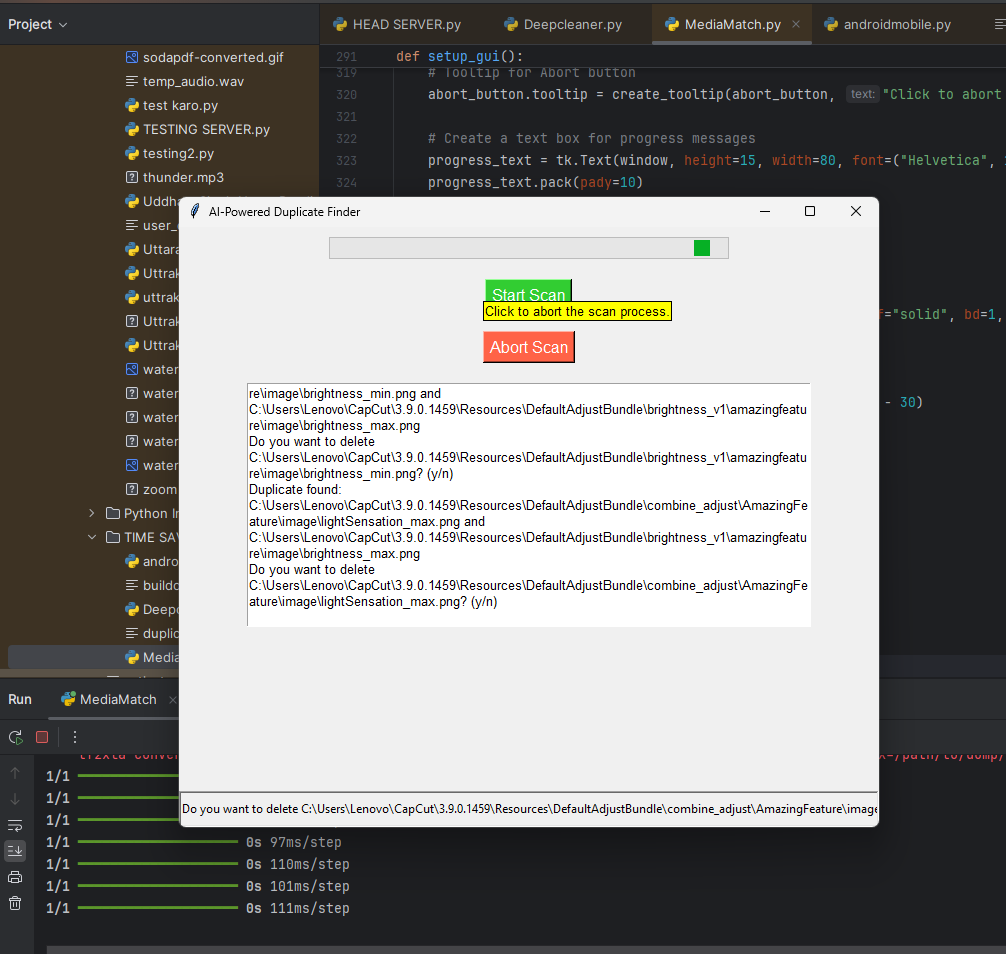 Project
HEAD SERVER.py
Deepcleaner.py
MediaMatch.py
androidmobile.py
sodapdf-converted.gif
temp_audio.wav
test karo.py
TESTING SERVER.py
testing2.py
thunder.mp3
Uddha
user_
Uttara
Uttrak
uttrak
Uttrak
Uttrak
water
water
water
water
water
zoom
Python In
TIME SA
andro
buildo
Deepc
duplic
Media
291 def setup_gui():
319 # Tooltip for Abort button
320 abort_button.tooltip = create_tooltip(abort_button, text: "Click to abort
321
322 # Create a text box for progress messages
323 progress_text = tk.Text(window, height=15, width=80, font=("Helvetica",
324 progress_text.pack(pady=10)
="solid", bd=1,
- 30)
AI-Powered Duplicate Finder
Start Scan
Click to abort the scan process.
Abort Scan
re\image\brightness_min.png and
C:\Users\Lenovo\CapCut\3.9.0.1459\Resources\DefaultAdjustBundle\brightness_v1\amazingfeatu
re\image\brightness_max.png
Do you want to delete
C:\Users\Lenovo\CapCut\3.9.0.1459\Resources\DefaultAdjustBundle\brightness_v1\amazingfeatu
re\image\brightness_min.png? (y/n)
Duplicate found:
C:\Users\Lenovo\CapCut\3.9.0.1459\Resources\DefaultAdjustBundle\combine_adjust\AmazingFe
ature\image\lightSensation_max.png and
C:\Users\Lenovo\CapCut\3.9.0.1459\Resources\DefaultAdjustBundle\brightness_v1\amazingfeatu
re\image\brightness_max.png
Do you want to delete
C:\Users\Lenovo\CapCut\3.9.0.1459\Resources\DefaultAdjustBundle\combine_adjust\AmazingFe
ature\image\lightSensation_max.png? (y/n)
Do you want to delete C:\Users\Lenovo\CapCut\3.9.0.1459\Resources\DefaultAdjustBundle\combine_adjust\AmazingFeature\image
Run
MediaMatch
1/1
1/1
1/1
1/1 0s 97ms/step
1/1 0s 110ms/step
1/1 0s 101ms/step
1/1 0s 111ms/step